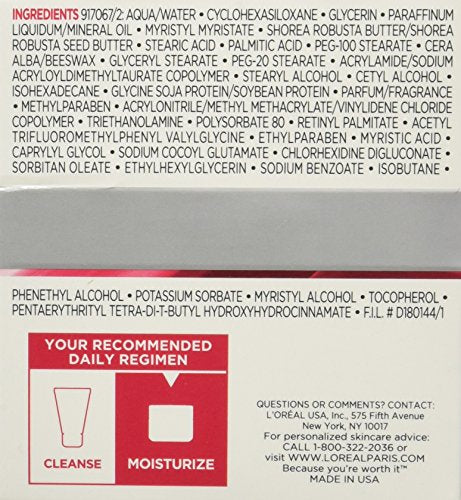 INGREDIENTS 917067/2: AQUA/WATER • CYCLOHEXASILOXANE • GLYCERIN • PARAFFINUM
LIQUIDUM/MINERAL OIL • MYRISTYL MYRISTATE • SHOREA ROBUSTA BUTTER/SHOREA
ROBUSTA SEED BUTTER • STEARIC ACID • PALMITIC ACID • PEG-100 STEARATE • CERA
ALBA/BEESWAX • GLYCERYL STEARATE • PEG-20 STEARATE • ACRYLAMIDE/SODIUM
ACRYLOYLDIMETHYLTAURATE COPOLYMER • STEARYL ALCOHOL • CETYL ALCOHOL •
ISOHEXADECANE • GLYCINE SOJA PROTEIN/SOYBEAN PROTEIN • PARFUM/FRAGRANCE
• METHYLPARABEN • ACRYLONITRILE/METHYL METHACRYLATE/VINYLIDENE CHLORIDE
COPOLYMER • TRIETHANOLAMINE • POLYSORBATE 80 • RETINYL PALMITATE • ACETYL
TRIFLUOROMETHYLPHENYL VALYLGLYCINE • ETHYLPARABEN • MYRISTIC ACID •
CAPRYLYL GLYCOL • SODIUM COCOYL GLUTAMATE • CHLORHEXIDINE DIGLUCONATE •
SORBITAN OLEATE • ETHYLHEXYLGLYCERIN • SODIUM BENZOATE • ISOBUTANE •
PHENETHYL ALCOHOL • POTASSIUM SORBATE • MYRISTYL ALCOHOL • TOCOPHEROL •
PENTAERYTHRITYL TETRA-DI-T-BUTYL HYDROXYHYDROCINNAMATE • F.I.L. # D180144/1
YOUR RECOMMENDED
DAILY REGIMEN
CLEANSE
MOISTURIZE
QUESTIONS OR COMMENTS? CONTACT:
L'ORÉAL USA, Inc., 575 Fifth Avenue
New York, NY 10017
For personalized skincare advice:
CALL 1-800-322-2036 or
visit WWW.LOREALPARIS.COM
Because you're worth it™
MADE IN USA